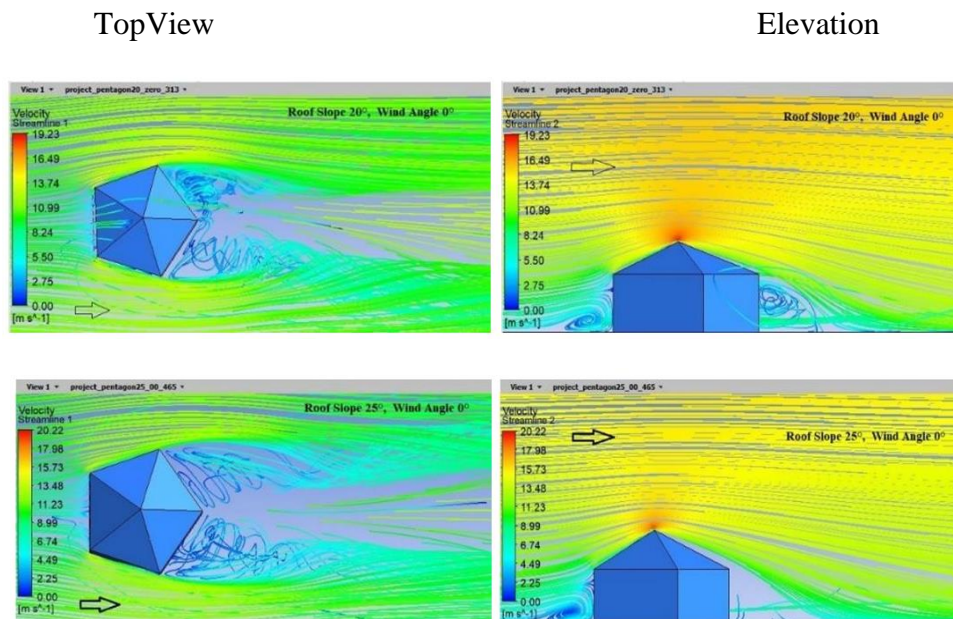 TopView
Elevation
View 1 ▾ project_pentagon20_zero_313 ▾
Roof Slope 20°, Wind Angle 0°
Velocity
Streamline 1
19.23
16.49
13.74
10.99
8.24
5.50
2.75
0.00
[m s^-1]
View 1 ▾ project_pentagon20_zero_313 ▾
Roof Slope 20°, Wind Angle 0°
Velocity
Streamline 2
19.23
16.49
13.74
10.99
8.24
5.50
2.75
0.00
[m s^-1]
View 1 ▾ project_pentagon25_00_465 ▾
Roof Slope 25°, Wind Angle 0°
Velocity
Streamline 1
20.22
17.98
15.73
13.48
11.23
8.99
6.74
4.49
2.25
0.00
[m s^-1]
View 1 ▾ project_pentagon25_00_465 ▾
Roof Slope 25°, Wind Angle 0°
Velocity
Streamline 2
20.22
17.98
15.73
13.48
11.23
8.99
6.74
4.49
2.25
0.00
[m s^-1]